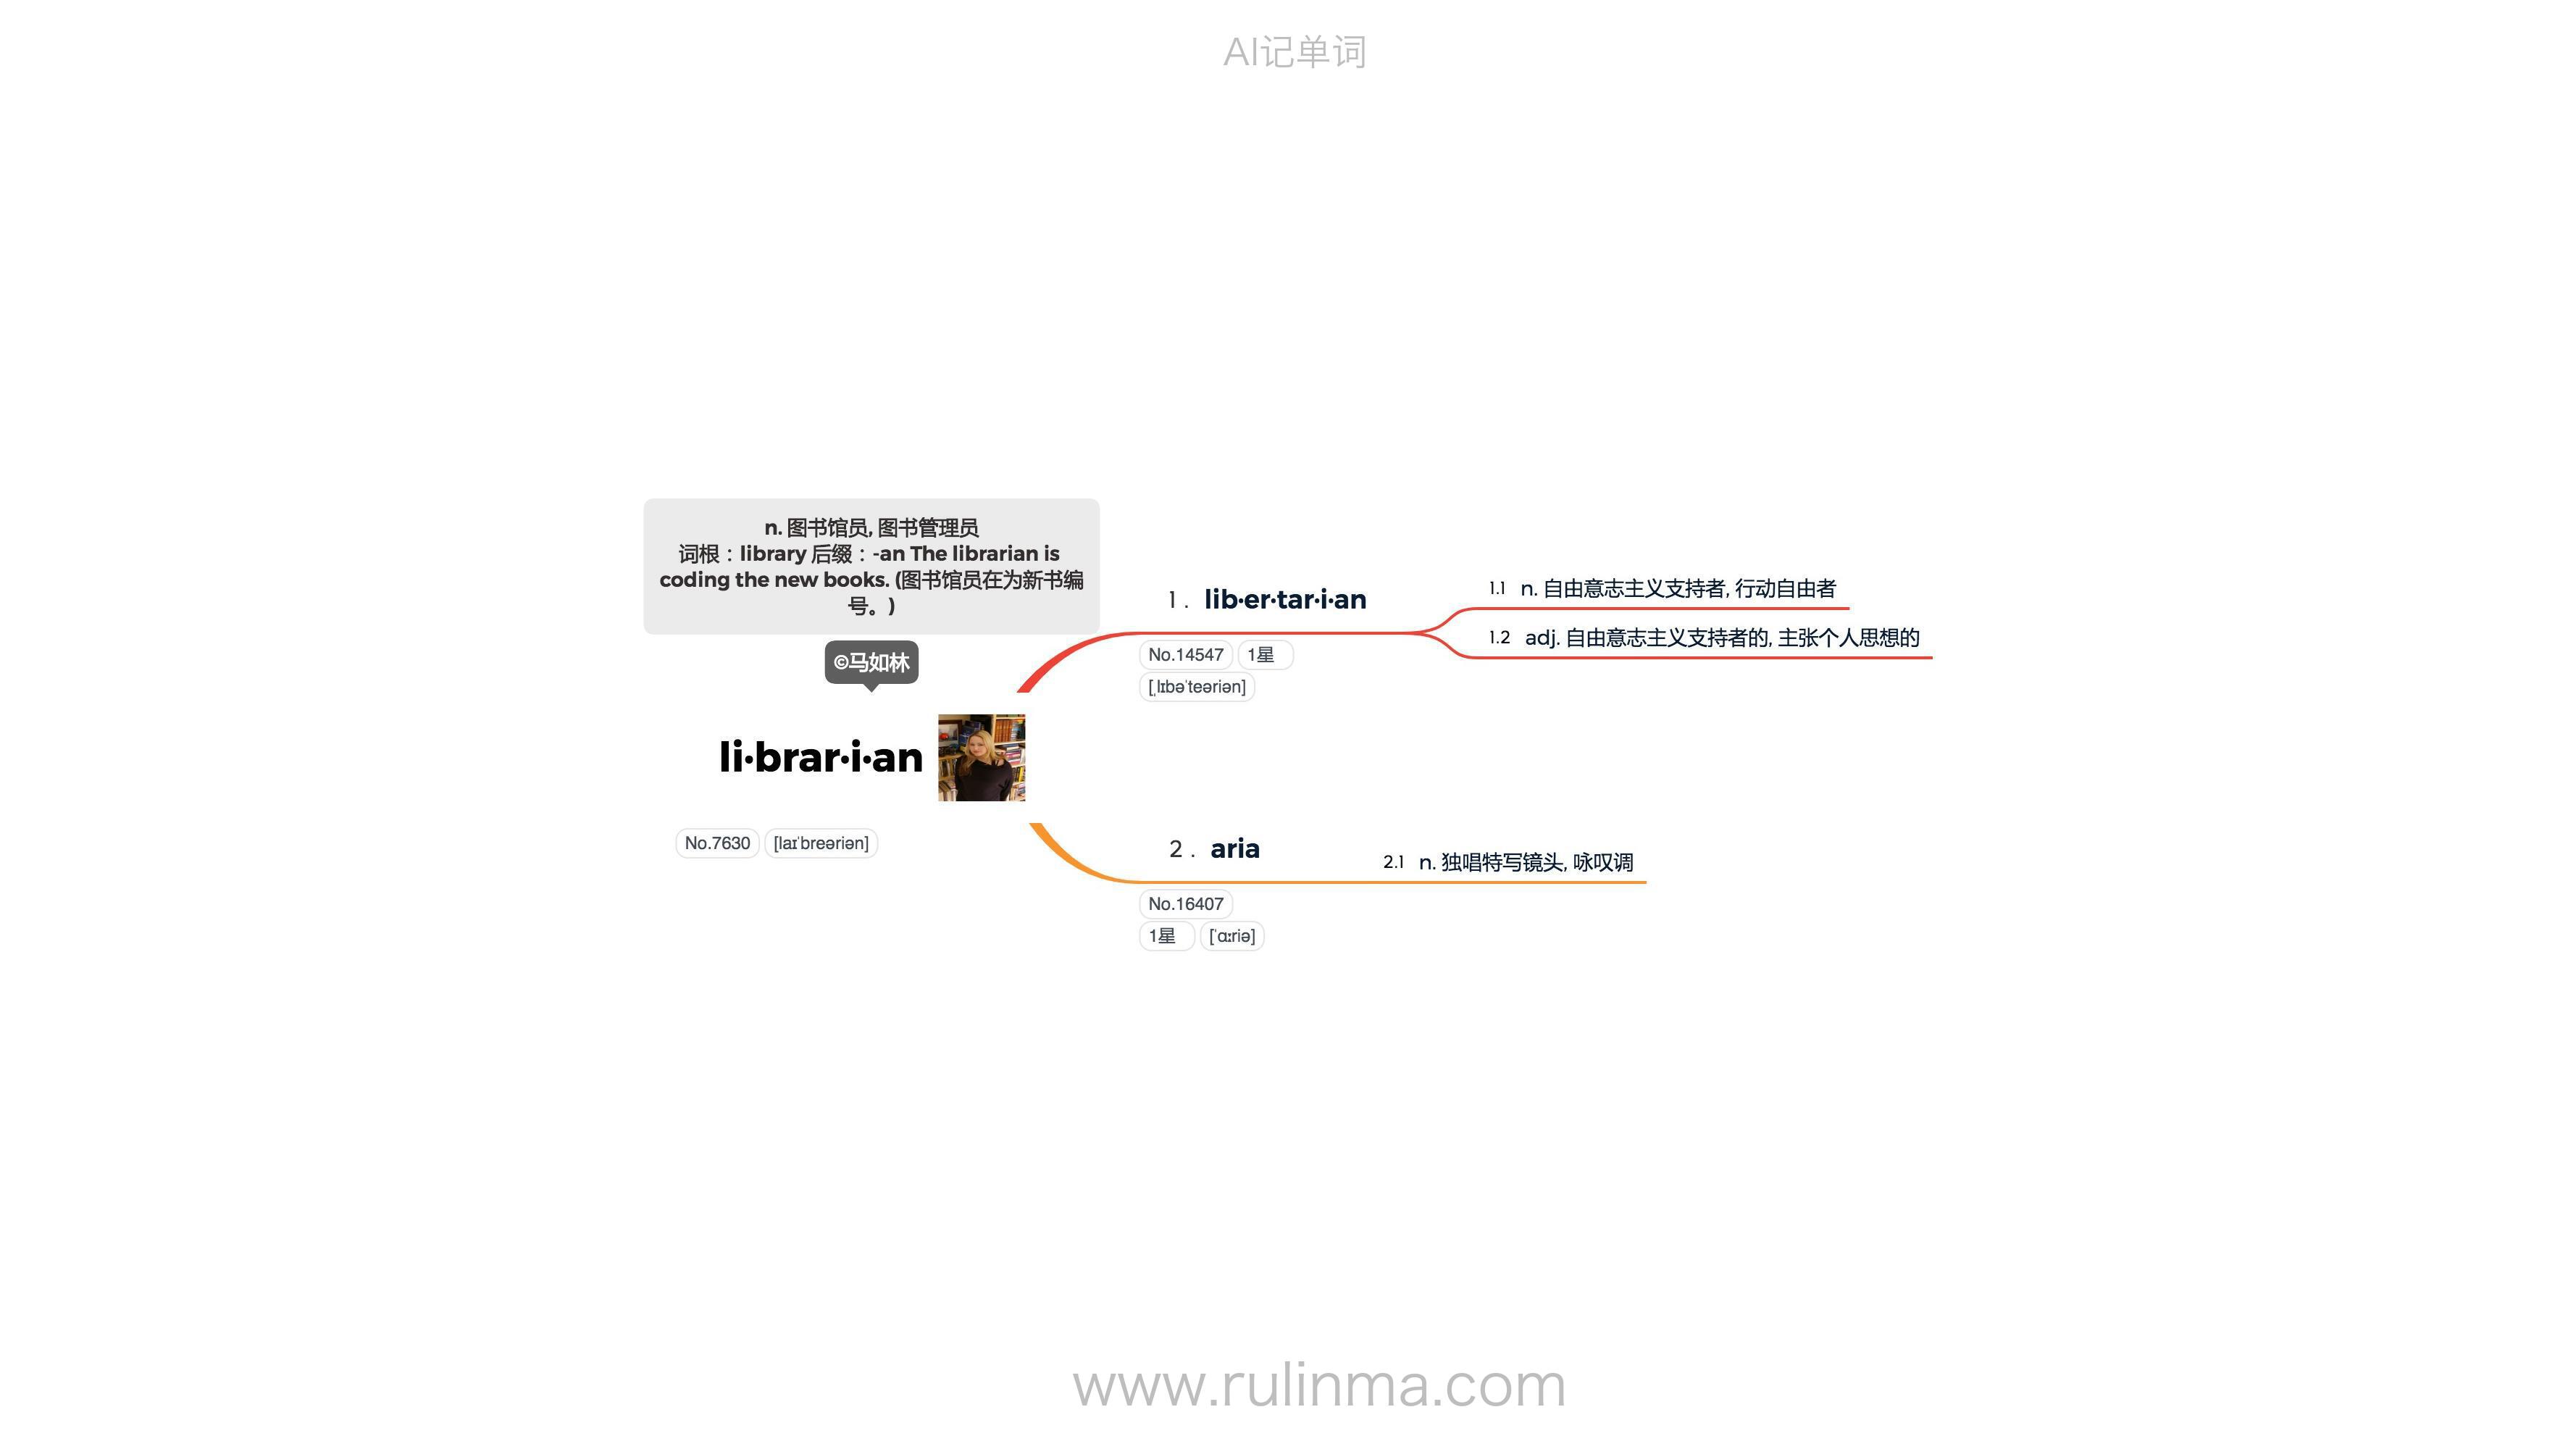 AI记单词
n. 图书馆员, 图书管理员
词根：library 后缀：-an The librarian is
coding the new books. (图书馆员在为新书编
号。)
©马如林
li·brar·i·an
No.7630 [laɪˈbreəriən]
1. lib·er·tar·i·an
No.14547 1星
[ˌlɪbəˈteəriən]
1.1 n. 自由意志主义支持者, 行动自由者
1.2 adj. 自由意志主义支持者的, 主张个人思想的
2. aria
No.16407
1星 [ˈɑːriə]
2.1 n. 独唱特写镜头, 咏叹调
www.rulinma.com